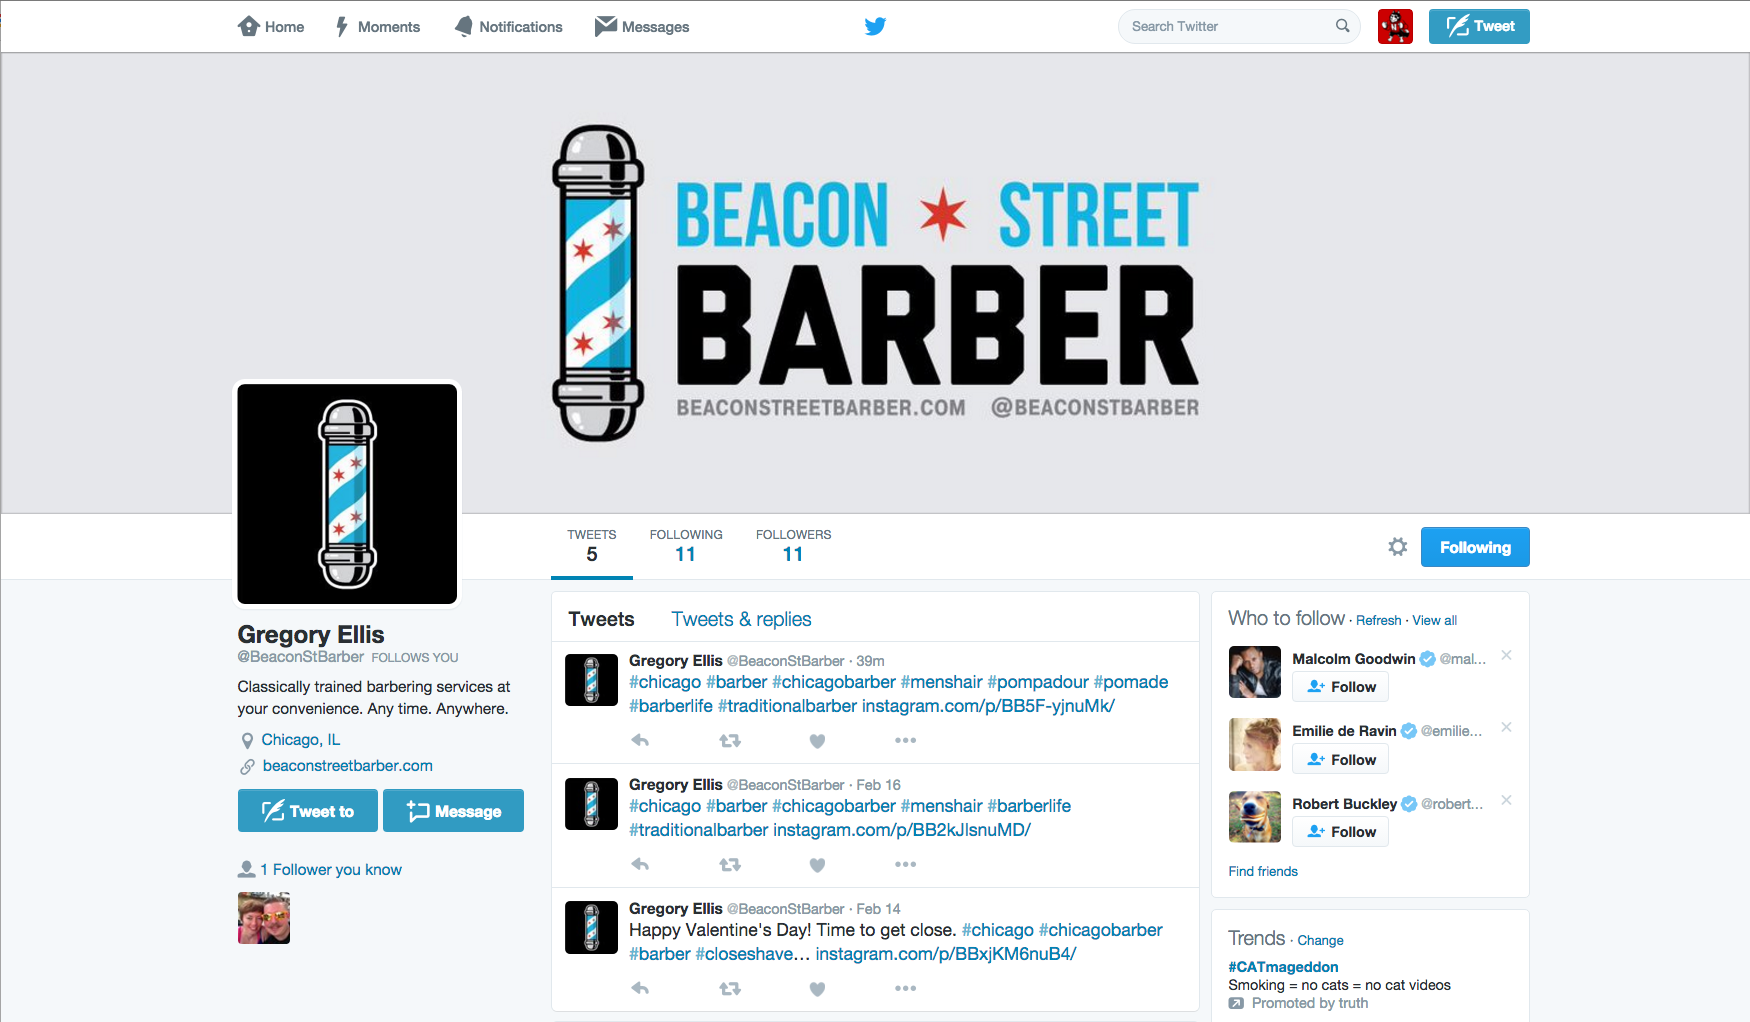 Home
Moments
Notifications
Messages
Search Twitter
Tweet
BEACON STREET
BARBER
BEACONSTREETBARBER.COM @BEACONSTBARBER
TWEETS
5
FOLLOWING
11
FOLLOWERS
11
Following
Gregory Ellis
@BeaconStBarber FOLLOWS YOU
Classically trained barbering services at
your convenience. Any time. Anywhere.
Chicago, IL
beaconstreetbarber.com
Tweet to
Message
1 Follower you know
Tweets
Tweets & replies
Gregory Ellis @BeaconStBarber · 39m
#chicago #barber #chicagobarber #menshair #pompadour #pomade
#barberlife #traditionalbarber instagram.com/p/BB5F-yjnuMk/
Gregory Ellis @BeaconStBarber · Feb 16
#chicago #barber #chicagobarber #menshair #barberlife
#traditionalbarber instagram.com/p/BB2kJlsnuMD/
Gregory Ellis @BeaconStBarber · Feb 14
Happy Valentine's Day! Time to get close. #chicago #chicagobarber
#barber #closeshave… instagram.com/p/BBxjKM6nuB4/
Who to follow · Refresh · View all
Malcolm Goodwin @mal...
Follow
Emilie de Ravin @emilie...
Follow
Robert Buckley @robert...
Follow
Find friends
Trends · Change
#CATmageddon
Smoking = no cats = no cat videos
Promoted by truth